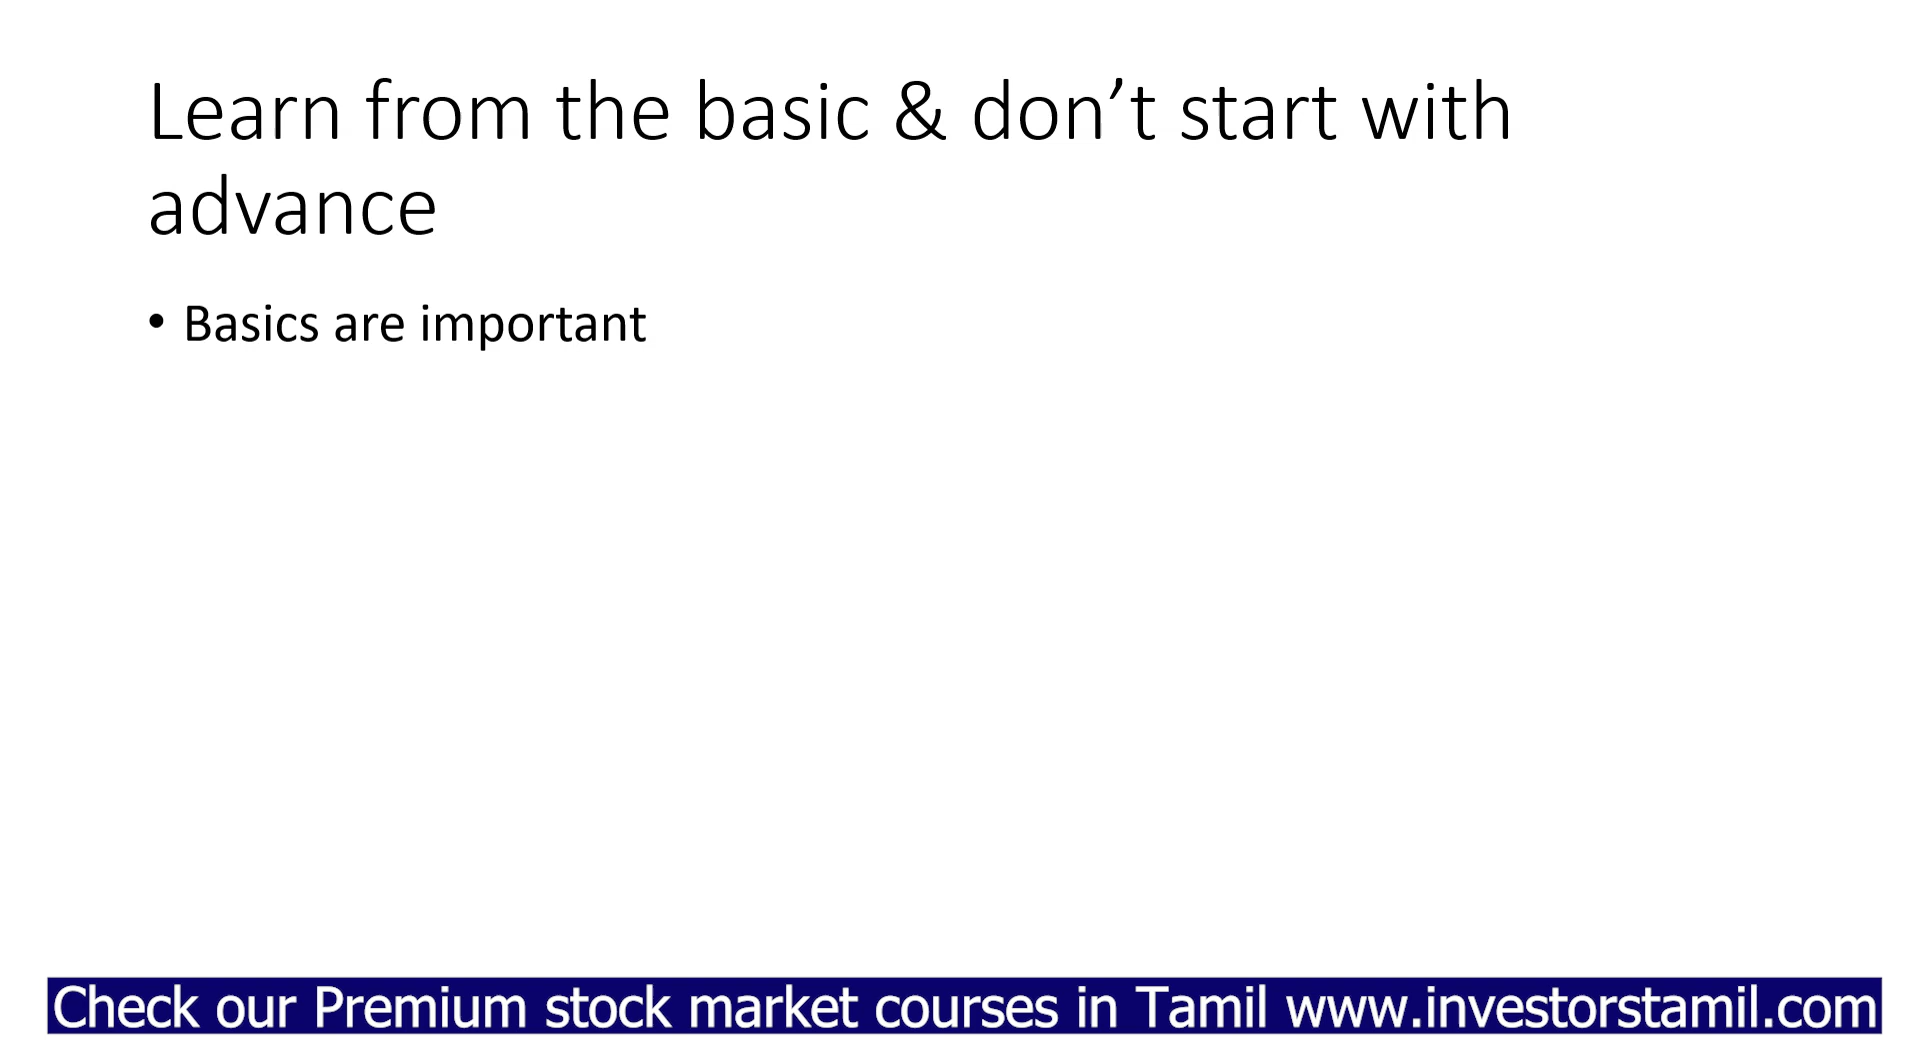 Learn from the basic & don’t start with
advance
• Basics are important
Check our Premium stock market courses in Tamil www.investorstamil.com